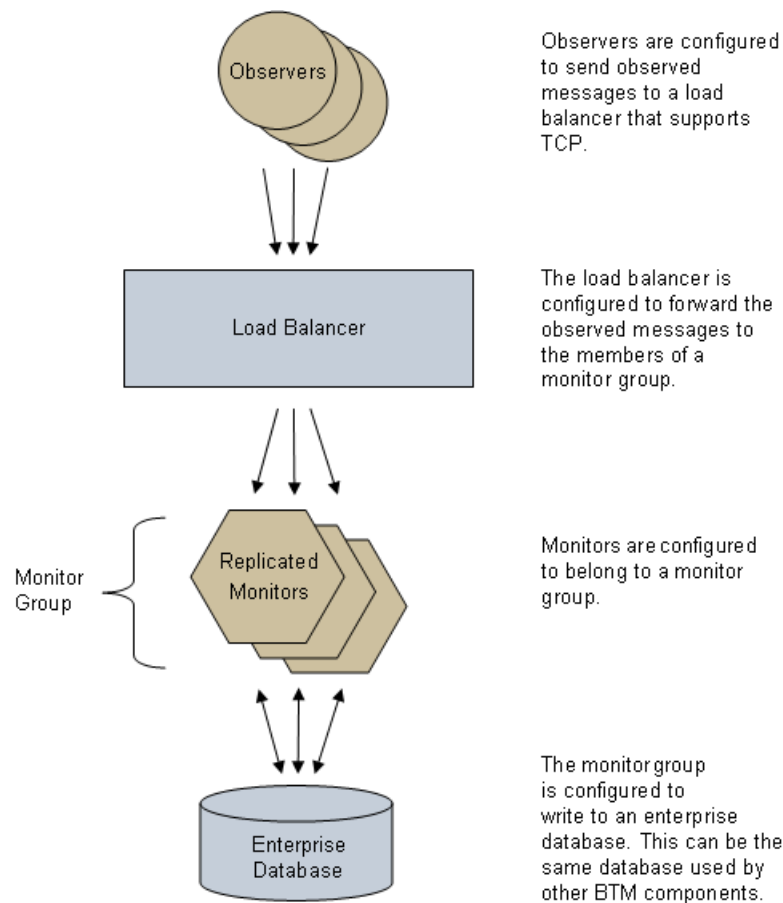 Observers
Observers are configured
to send observed
messages to a load
balancer that supports
TCP.
Load Balancer
The load balancer is
configured to forward the
observed messages to
the members of a
monitor group.
Monitor
Group
Replicated
Monitors
Monitors are configured
to belong to a monitor
group.
Enterprise
Database
The monitor group
is configured to
write to an enterprise
database. This can be the
same database used by
other BTM components.